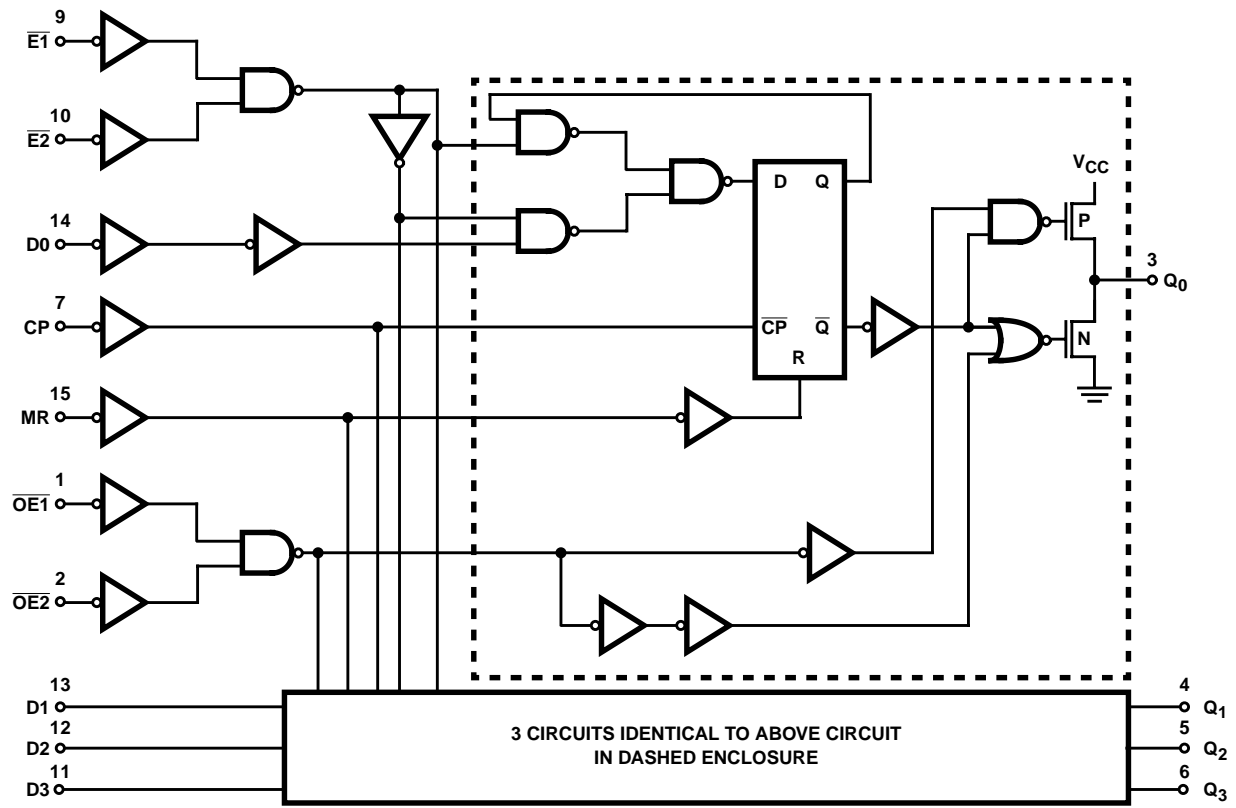 9
E1
10
E2
14
D0
7
CP
15
MR
1
OE1
2
OE2
13
D1
12
D2
11
D3
D Q
CP Q
R
VCC
P
N
3
Q0
3 CIRCUITS IDENTICAL TO ABOVE CIRCUIT
IN DASHED ENCLOSURE
4
Q1
5
Q2
6
Q3